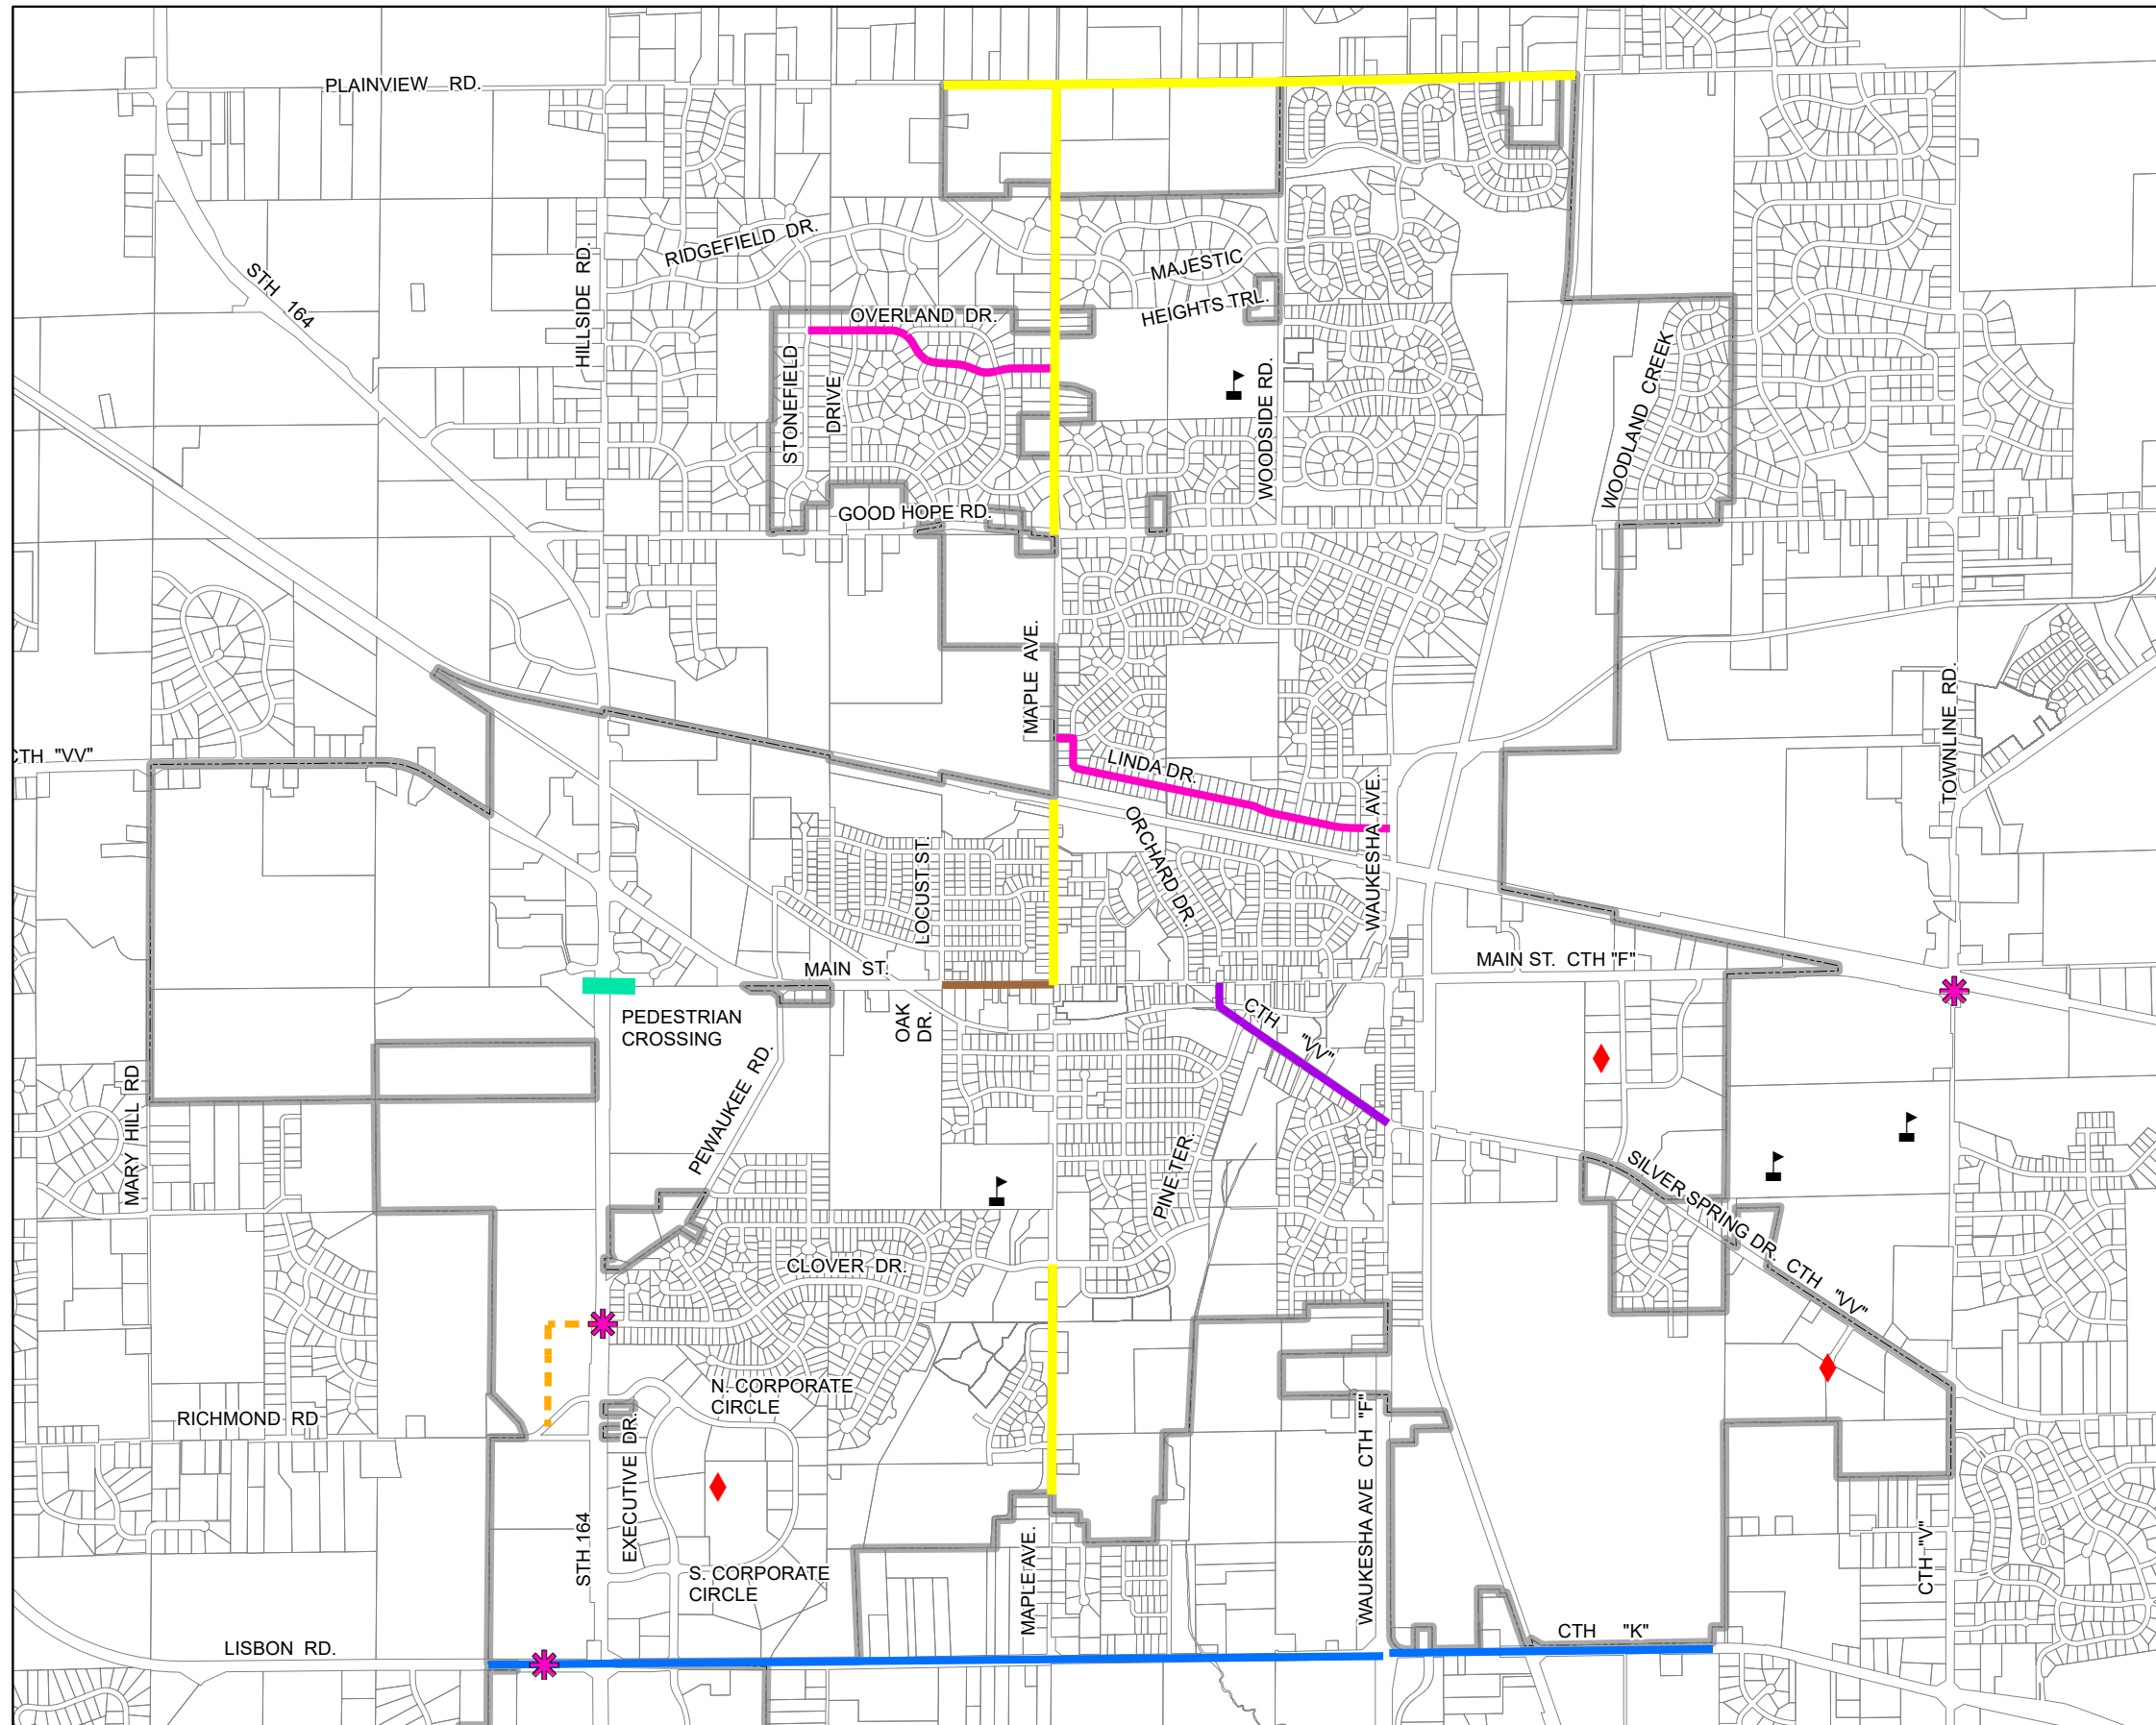 PLAINVIEW RD.
RIDGEFIELD DR.
STH 164
HILLSIDE RD.
MAJESTIC
HEIGHTS TRL.
OVERLAND DR.
STONEFIELD
DRIVE
WOODSIDE RD.
WOODLAND CREEK
GOOD HOPE RD.
MAPLE AVE.
TOWNLINE RD.
CTH "VV"
LINDA DR.
ORCHARD DR.
WAUKESHA AVE.
LOCUST ST.
MAIN ST.
MAIN ST. CTH "F"
OAK
DR.
PEDESTRIAN
CROSSING
CTH "VV"
PEWAUKEE RD.
MARY HILL RD
PINE TER.
SILVER SPRING DR. CTH "VV"
CLOVER DR.
N. CORPORATE
CIRCLE
RICHMOND RD
EXECUTIVE DR.
STH 164
S. CORPORATE
CIRCLE
MAPLE AVE.
WAUKESHA AVE CTH "F"
CTH "V"
LISBON RD.
CTH "K"